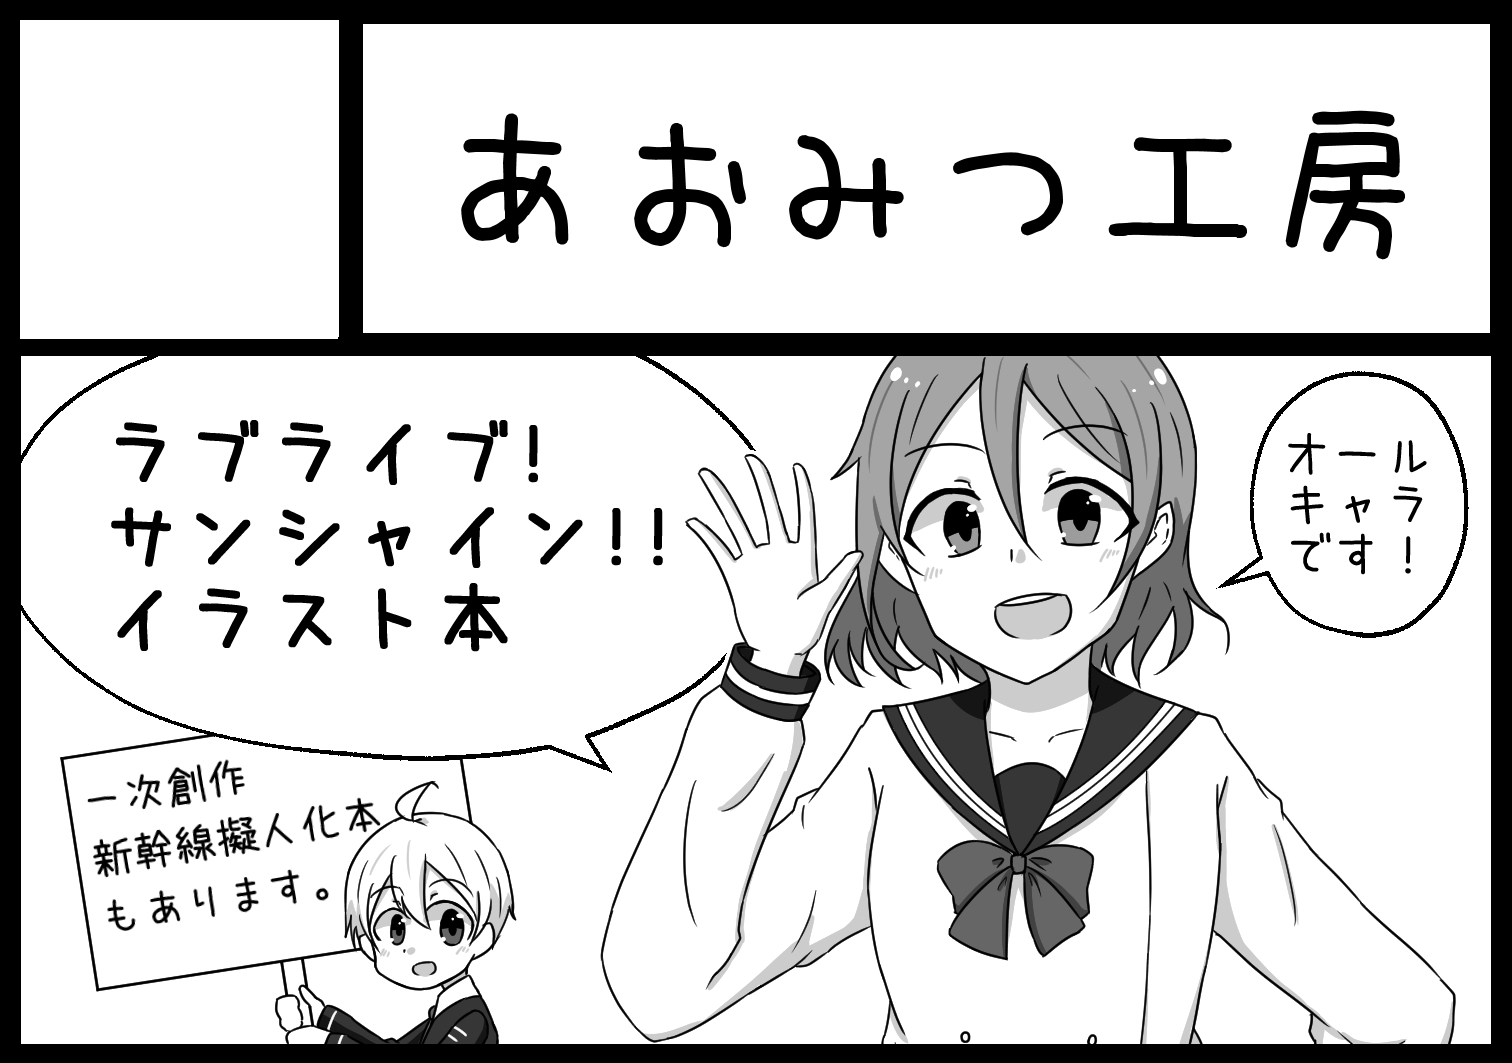 あおみつ工房
ラブライブ!
サンシャイン!!
イラスト本
オール
キャラ
です!
一次創作
新幹線擬人化本
もあります。